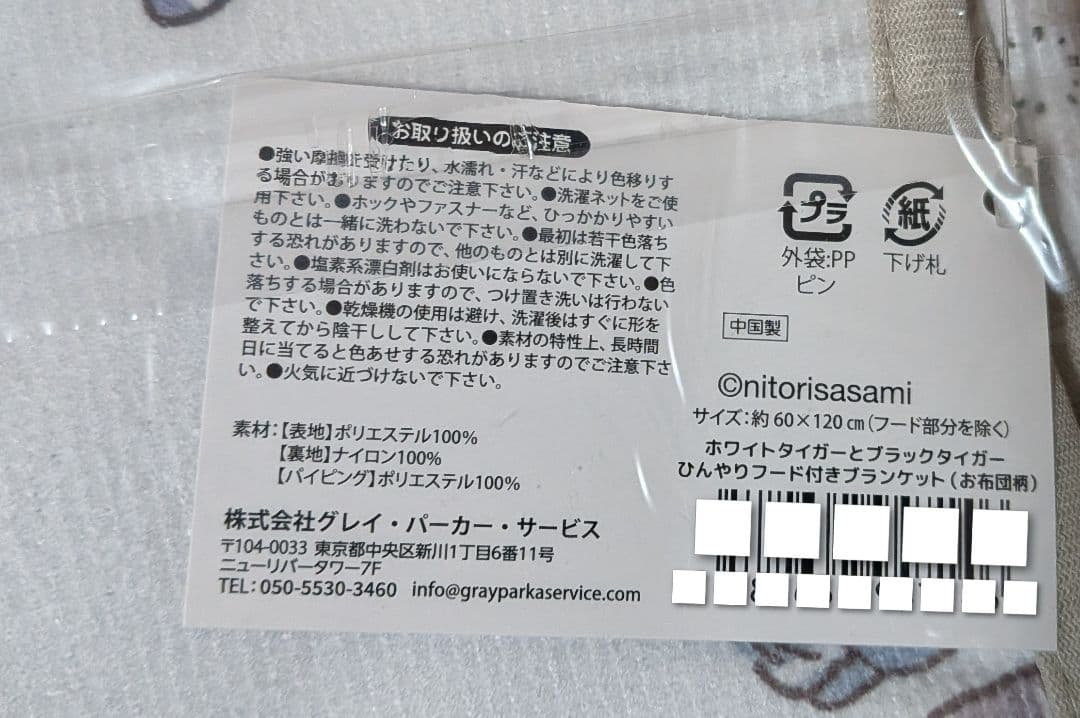 お取り扱いのご注意
●強い摩擦を受けたり、水濡れ・汗などにより色移りす
る場合がありますのでご注意下さい。●洗濯ネットをご使
用下さい。●ホックやファスナーなど、ひっかかりやすい
ものとは一緒に洗わないで下さい。●最初は若干色落ち
する恐れがありますので、他のものとは別に洗濯して下
さい。●塩素系漂白剤はお使いにならないで下さい。●色
落ちする場合がありますので、つけ置き洗いは行わない
で下さい。●乾燥機の使用は避け、洗濯後はすぐに形を
整えてから陰干しして下さい。●素材の特性上、長時間
日に当てると色あせする恐れがありますのでご注意下さ
い。●火気に近づけないで下さい。
素材：【表地】ポリエステル100%
【裏地】ナイロン100%
【パイピング】ポリエステル100%
株式会社グレイ・パーカー・サービス
〒104-0033 東京都中央区新川1丁目6番11号
ニューリバータワー7F
TEL：050-5530-3460 info@grayparkaservice.com
プラ
紙
外袋:PP
下げ札
ピン
中国製
©nitorisasami
サイズ：約60×120㎝（フード部分を除く）
ホワイトタイガーとブラックタイガー
ひんやりフード付きブランケット（お布団柄）